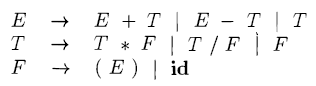 E → E + T | E − T | T
T → T * F | T / F | F
F → ( E ) | id